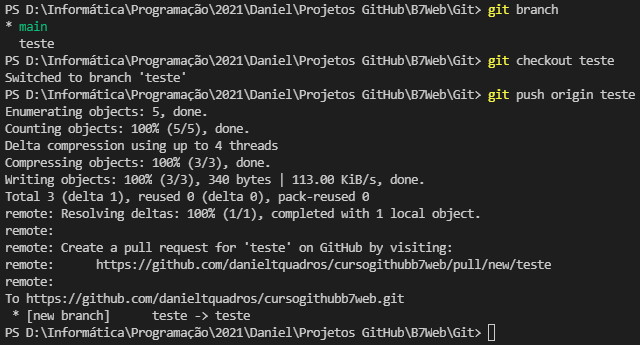 PS D:\Informática\Programação\2021\Daniel\Projetos GitHub\B7Web\Git> git branch
* main
  teste
PS D:\Informática\Programação\2021\Daniel\Projetos GitHub\B7Web\Git> git checkout teste
Switched to branch 'teste'
PS D:\Informática\Programação\2021\Daniel\Projetos GitHub\B7Web\Git> git push origin teste
Enumerating objects: 5, done.
Counting objects: 100% (5/5), done.
Delta compression using up to 4 threads
Compressing objects: 100% (3/3), done.
Writing objects: 100% (3/3), 340 bytes | 113.00 KiB/s, done.
Total 3 (delta 1), reused 0 (delta 0), pack-reused 0
remote: Resolving deltas: 100% (1/1), completed with 1 local object.
remote:
remote: Create a pull request for 'teste' on GitHub by visiting:
remote:      https://github.com/danieltquadros/cursogithubb7web/pull/new/teste
remote:
To https://github.com/danieltquadros/cursogithubb7web.git
 * [new branch]      teste -> teste
PS D:\Informática\Programação\2021\Daniel\Projetos GitHub\B7Web\Git>